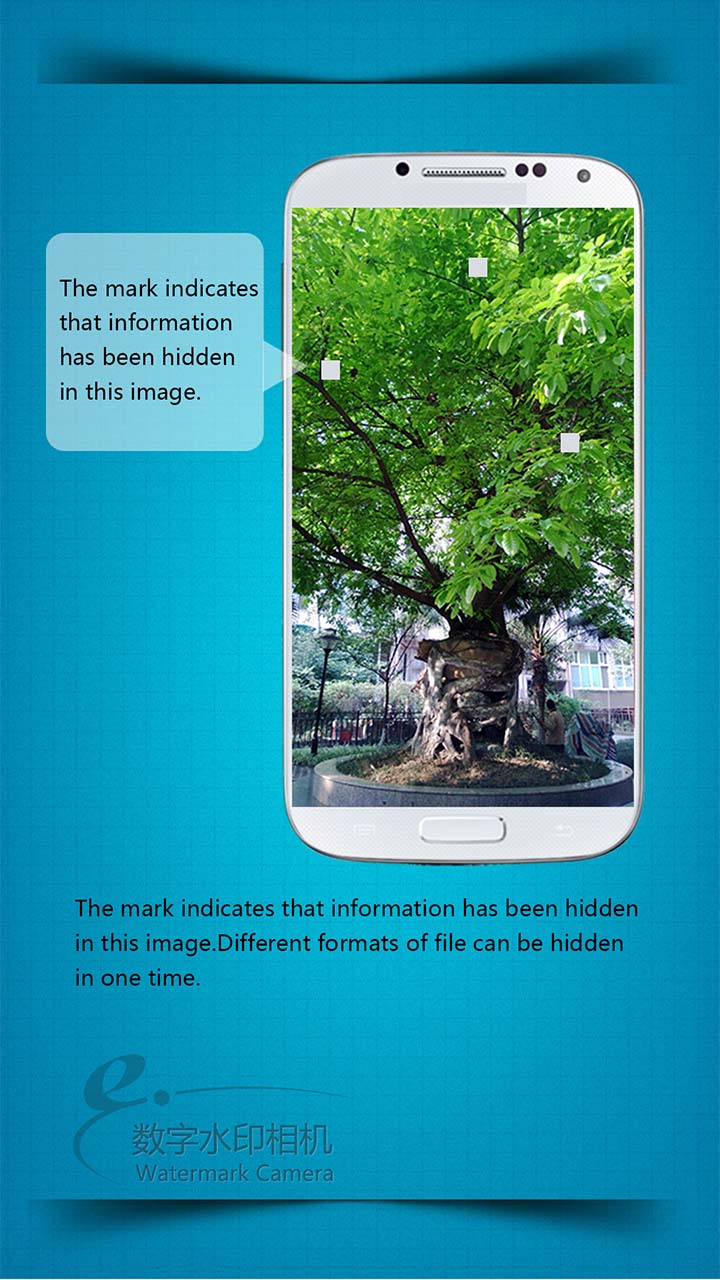 The mark indicates
that information
has been hidden
in this image.
The mark indicates that information has been hidden
in this image.Different formats of file can be hidden
in one time.
e.
数字水印相机
Watermark Camera